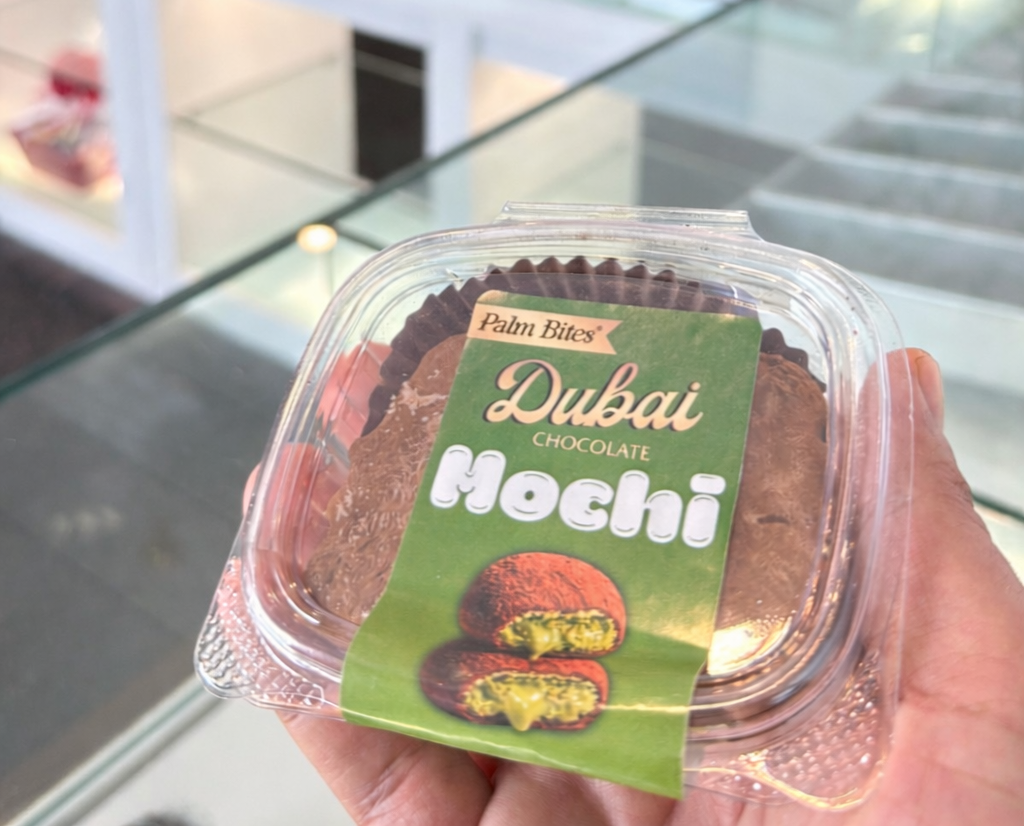 Palm Bites®
Dubai
CHOCOLATE
Mochi